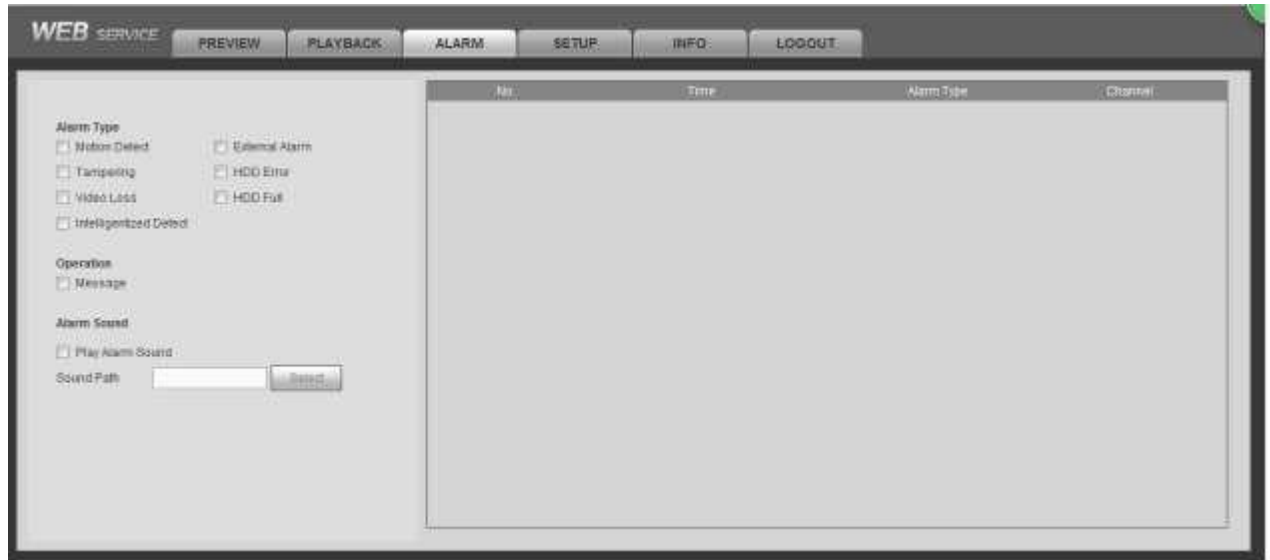 WEB SERVICE
PREVIEW PLAYBACK ALARM SETUP INFO LOGOUT
No. Time Alarm Type Channel
Alarm Type
Motion Detect External Alarm
Tampering HDD Error
Video Loss HDD Full
Intelligentized Detect
Operation
Message
Alarm Sound
Play Alarm Sound
Sound Path Select